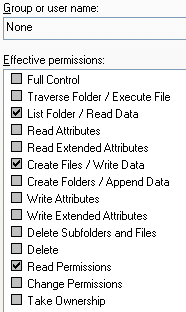 Group or user name:
None
Effective permissions:
Full Control
Traverse Folder / Execute File
List Folder / Read Data
Read Attributes
Read Extended Attributes
Create Files / Write Data
Create Folders / Append Data
Write Attributes
Write Extended Attributes
Delete Subfolders and Files
Delete
Read Permissions
Change Permissions
Take Ownership